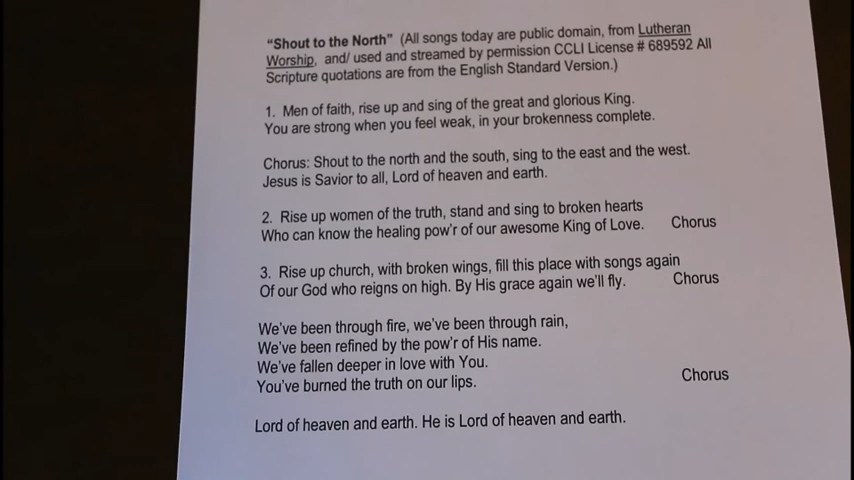 “Shout to the North” (All songs today are public domain, from Lutheran
Worship, and/ used and streamed by permission CCLI License # 689592 All
Scripture quotations are from the English Standard Version.)
1. Men of faith, rise up and sing of the great and glorious King.
You are strong when you feel weak, in your brokenness complete.
Chorus: Shout to the north and the south, sing to the east and the west.
Jesus is Savior to all, Lord of heaven and earth.
2. Rise up women of the truth, stand and sing to broken hearts
Who can know the healing pow’r of our awesome King of Love. Chorus
3. Rise up church, with broken wings, fill this place with songs again
Of our God who reigns on high. By His grace again we’ll fly. Chorus
We’ve been through fire, we’ve been through rain,
We’ve been refined by the pow’r of His name.
We’ve fallen deeper in love with You.
You’ve burned the truth on our lips. Chorus
Lord of heaven and earth. He is Lord of heaven and earth.